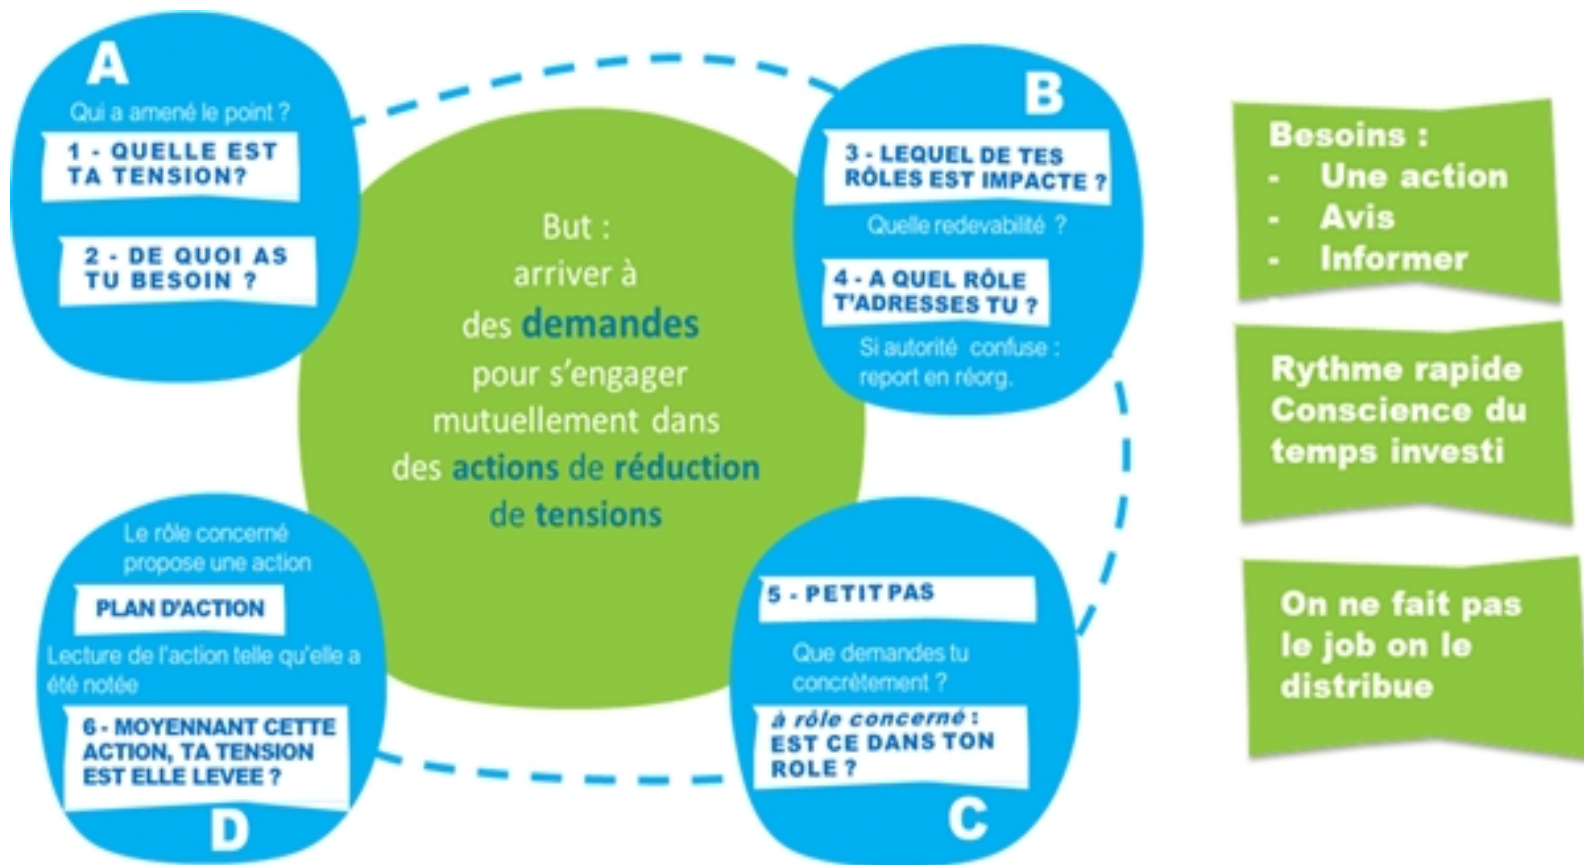 A
Qui a amené le point ?
1 - QUELLE EST
TA TENSION?
2 - DE QUOI AS
TU BESOIN ?
B
3 - LEQUEL DE TES
RÔLES EST IMPACTE ?
Quelle redevabilité ?
4 - A QUEL RÔLE
T'ADRESSES TU ?
Si autorité confuse :
report en réorg.
But :
arriver à
des demandes
pour s'engager
mutuellement dans
des actions de réduction
de tensions
5 - PETIT PAS
Que demandes tu
concrètement ?
à rôle concerné :
EST CE DANS TON
ROLE ?
C
Le rôle concerné
propose une action
PLAN D'ACTION
Lecture de l'action telle qu'elle a
été notée
6 - MOYENNANT CETTE
ACTION, TA TENSION
EST ELLE LEVEE ?
D
Besoins :
- Une action
- Avis
- Informer
Rythme rapide
Conscience du
temps investi
On ne fait pas
le job on le
distribue